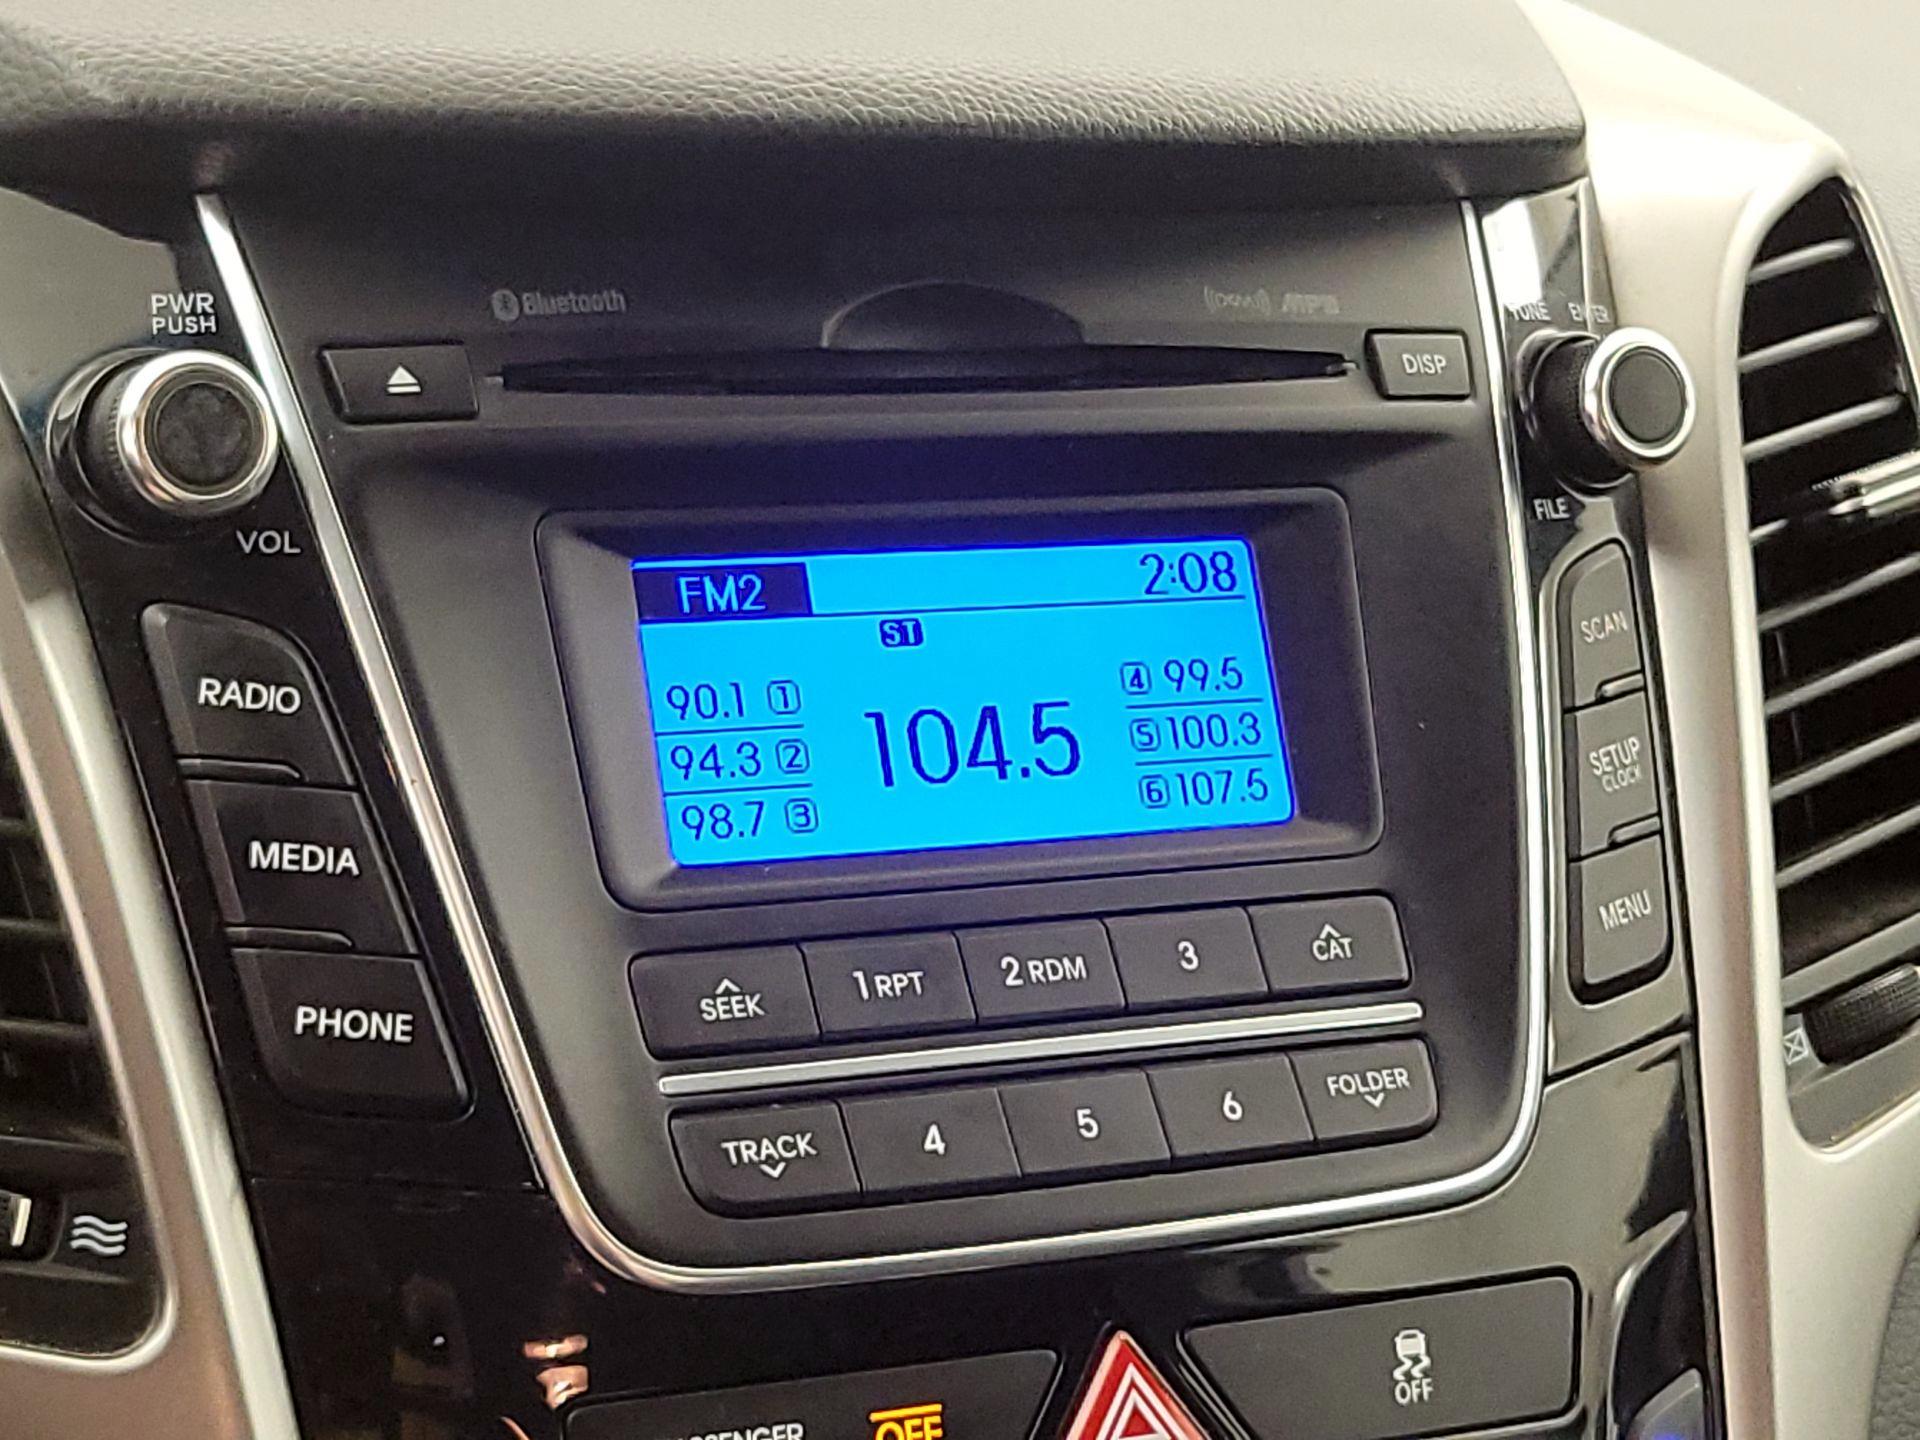 PWR
PUSH
Bluetooth
MP3
DISP
TUNE
ENTER
FILE
VOL
RADIO
MEDIA
PHONE
FM2
2:08
ST
90.1 1
94.3 2
98.7 3
104.5
4 99.5
5 100.3
6 107.5
SCAN
SETUP
CLOCK
MENU
SEEK
1 RPT
2 RDM
3
CAT
TRACK
4
5
6
FOLDER
OFF
OFF